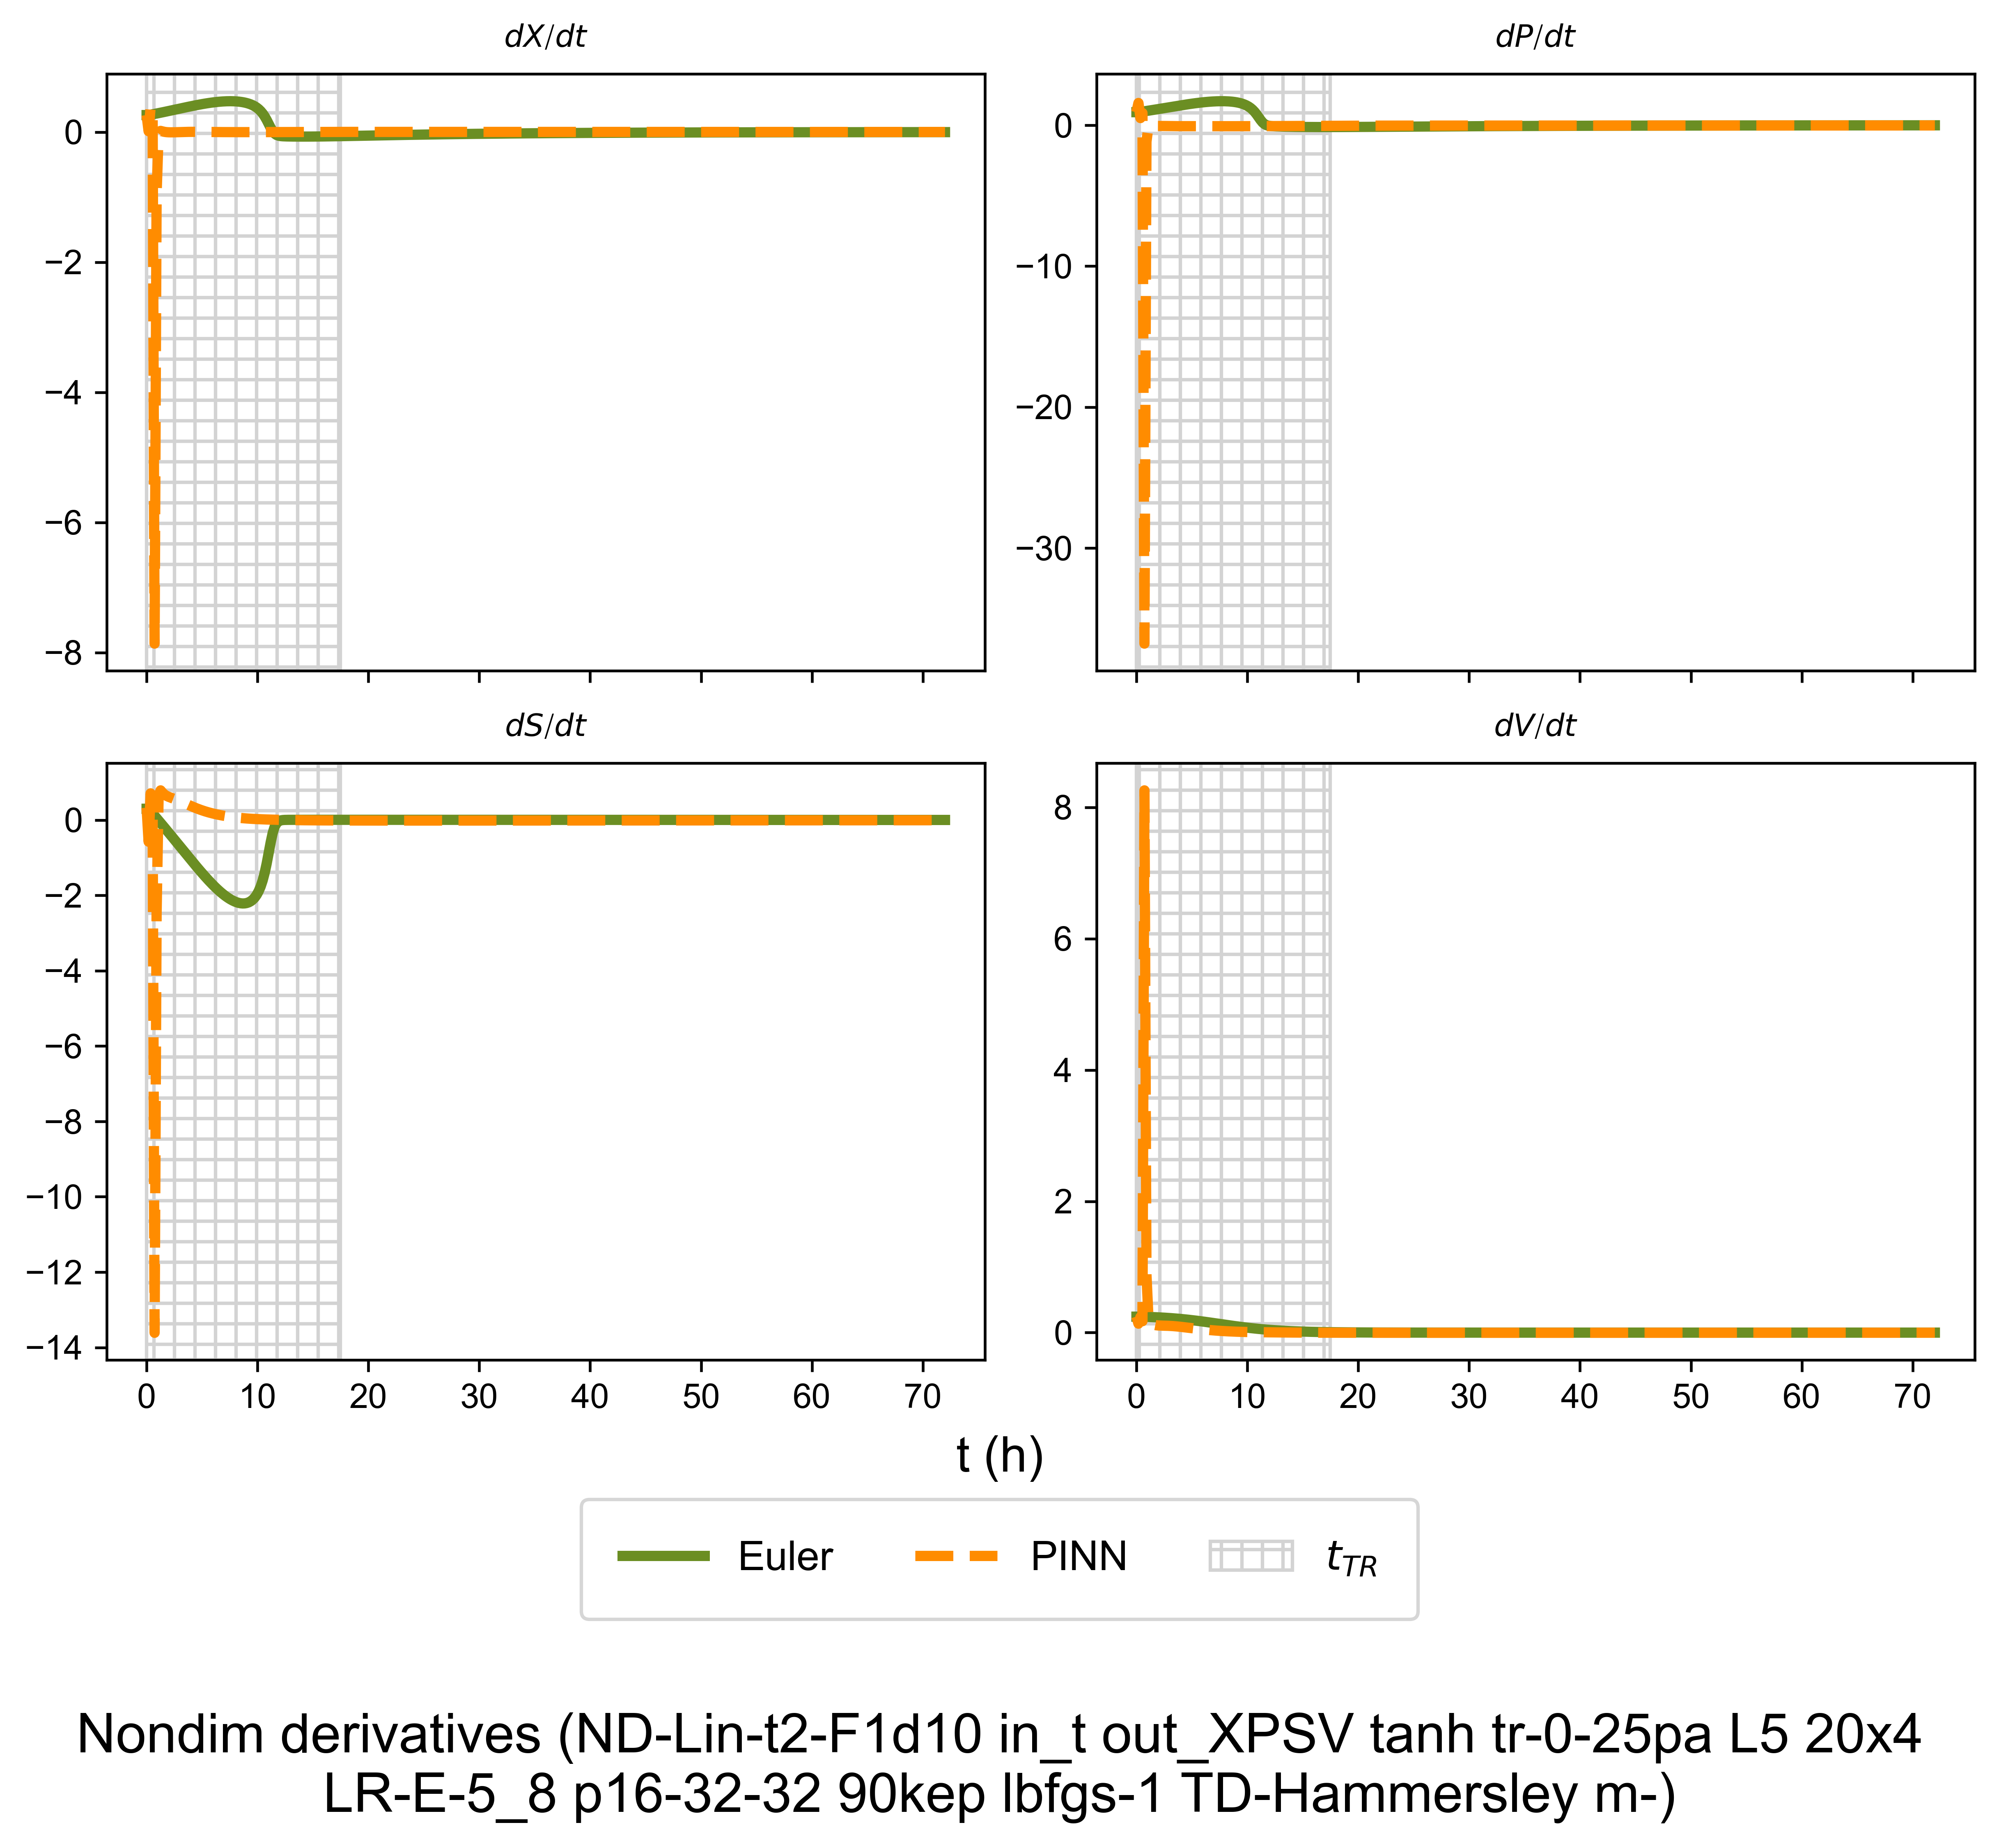 dX/dt
dP/dt
0
−2
−4
−6
−8
0
−10
−20
−30
dS/dt
dV/dt
0
−2
−4
−6
−8
−10
−12
−14
8
6
4
2
0
0 10 20 30 40 50 60 70
0 10 20 30 40 50 60 70
t (h)
Euler PINN t_TR
Nondim derivatives (ND-Lin-t2-F1d10 in_t out_XPSV tanh tr-0-25pa L5 20x4
LR-E-5_8 p16-32-32 90kep lbfgs-1 TD-Hammersley m-)